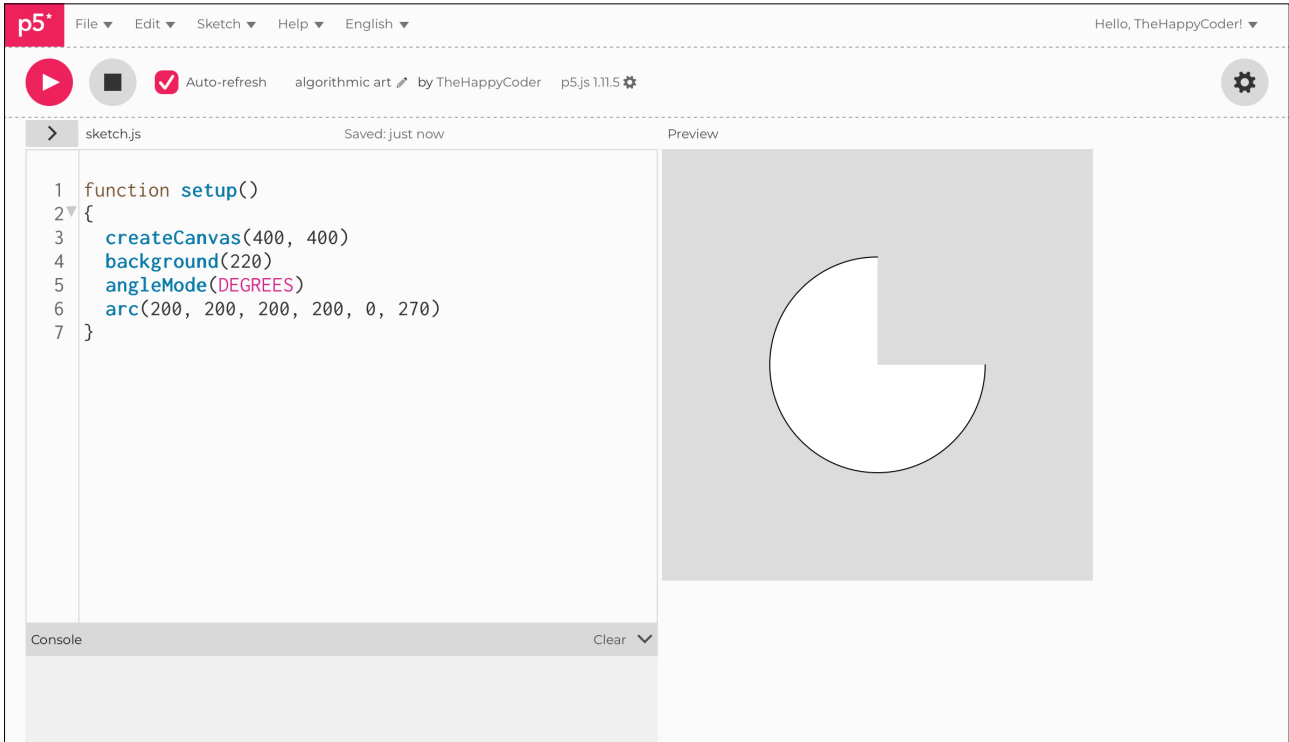 p5* File Edit Sketch Help English Hello, TheHappyCoder!
Auto-refresh algorithmic art by TheHappyCoder p5.js 1.11.5
sketch.js Saved: just now Preview
1 function setup()
2 {
3 createCanvas(400, 400)
4 background(220)
5 angleMode(DEGREES)
6 arc(200, 200, 200, 200, 0, 270)
7 }
Console Clear